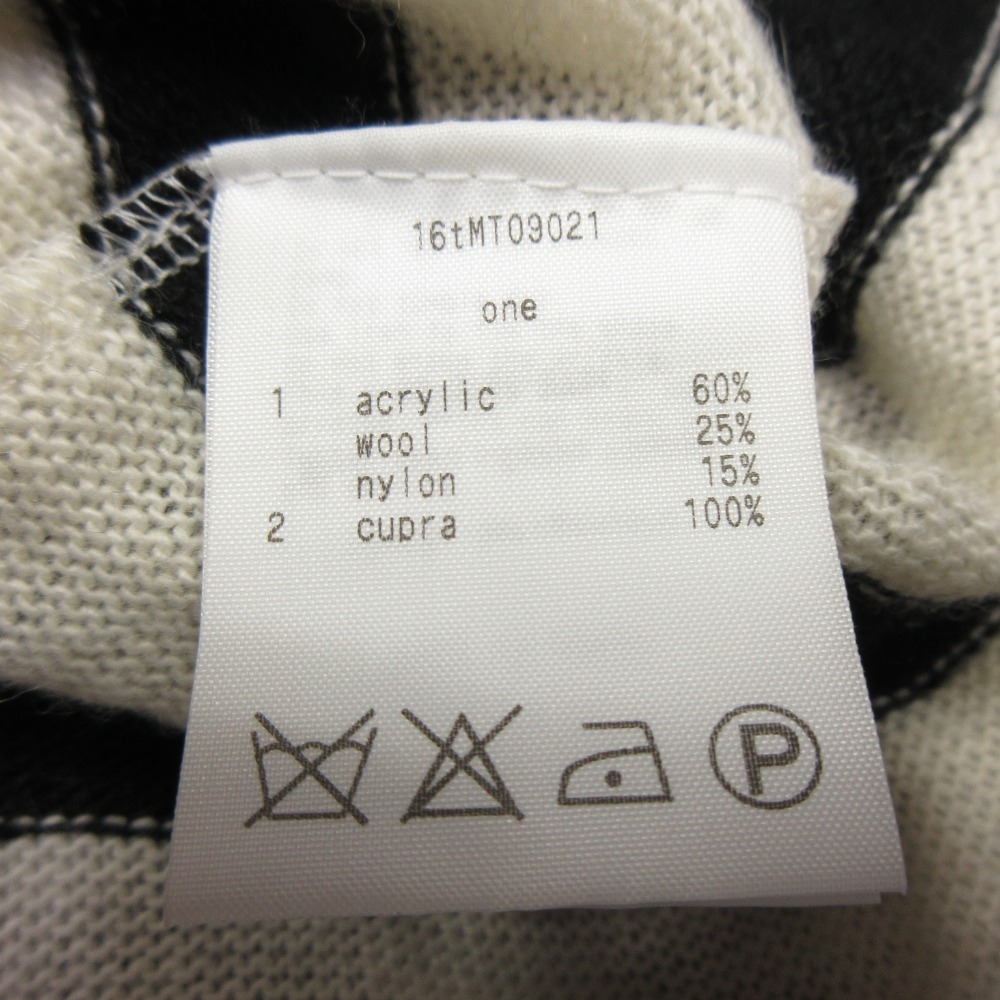 16tMT09021
one
1 acrylic 60%
wool 25%
nylon 15%
2 cupra 100%
P